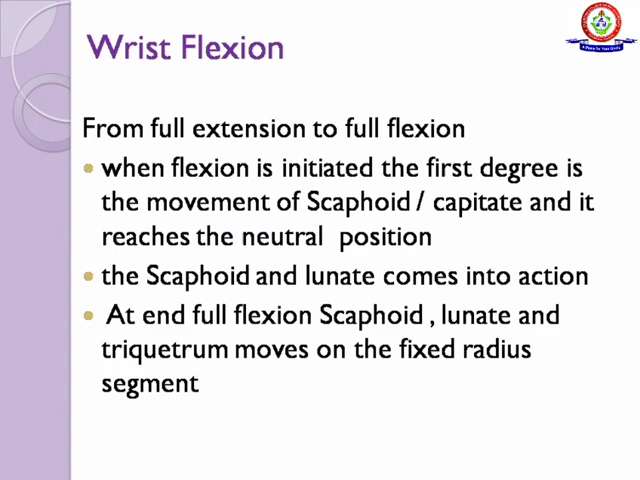 Wrist Flexion
From full extension to full flexion
when flexion is initiated the first degree is
the movement of Scaphoid / capitate and it
reaches the neutral position
the Scaphoid and lunate comes into action
At end full flexion Scaphoid , lunate and
triquetrum moves on the fixed radius
segment